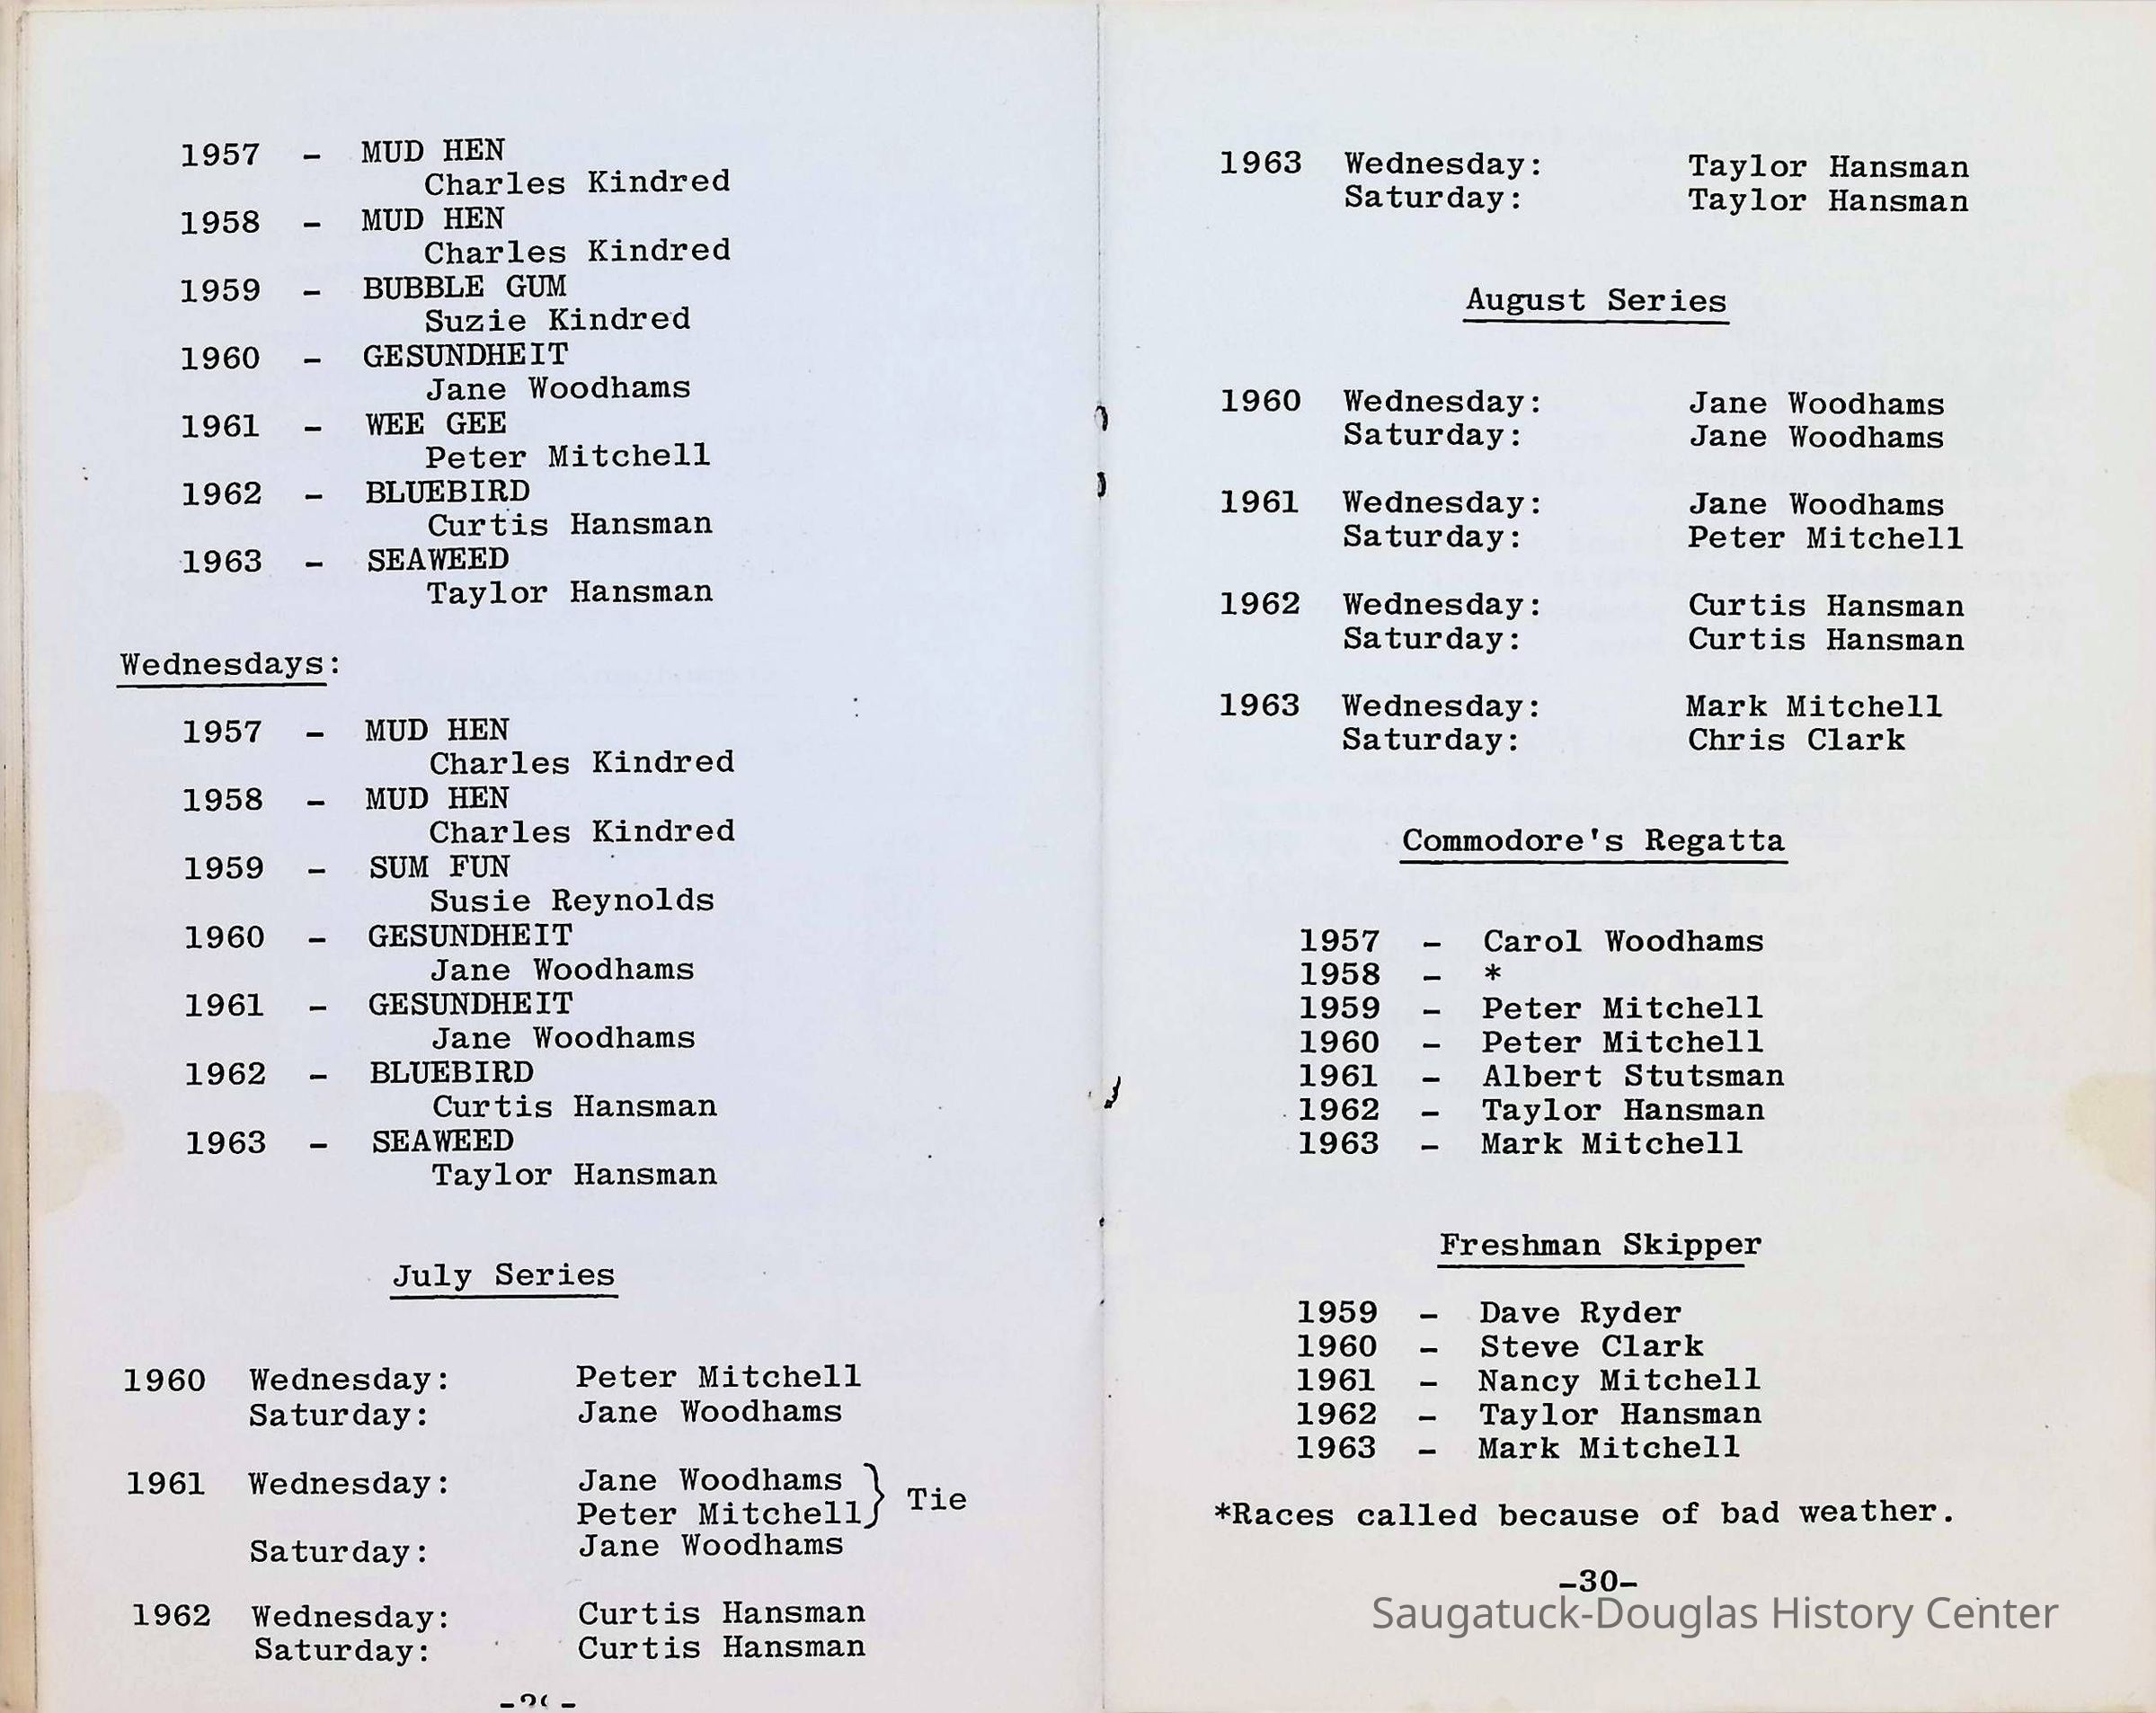 1957 - MUD HEN
Charles Kindred
1958 - MUD HEN
Charles Kindred
1959 - BUBBLE GUM
Suzie Kindred
1960 - GESUNDHEIT
Jane Woodhams
1961 - WEE GEE
Peter Mitchell
1962 - BLUEBIRD
Curtis Hansman
1963 - SEAWEED
Taylor Hansman
Wednesdays:
1957 - MUD HEN
Charles Kindred
1958 - MUD HEN
Charles Kindred
1959 - SUM FUN
Susie Reynolds
1960 - GESUNDHEIT
Jane Woodhams
1961 - GESUNDHEIT
Jane Woodhams
1962 - BLUEBIRD
Curtis Hansman
1963 - SEAWEED
Taylor Hansman
July Series
1960 Wednesday: Peter Mitchell
Saturday: Jane Woodhams
1961 Wednesday: Jane Woodhams
Peter Mitchell } Tie
Saturday: Jane Woodhams
1962 Wednesday: Curtis Hansman
Saturday: Curtis Hansman
1963 Wednesday: Taylor Hansman
Saturday: Taylor Hansman
August Series
1960 Wednesday: Jane Woodhams
Saturday: Jane Woodhams
1961 Wednesday: Jane Woodhams
Saturday: Peter Mitchell
1962 Wednesday: Curtis Hansman
Saturday: Curtis Hansman
1963 Wednesday: Mark Mitchell
Saturday: Chris Clark
Commodore's Regatta
1957 - Carol Woodhams
1958 - *
1959 - Peter Mitchell
1960 - Peter Mitchell
1961 - Albert Stutsman
1962 - Taylor Hansman
1963 - Mark Mitchell
Freshman Skipper
1959 - Dave Ryder
1960 - Steve Clark
1961 - Nancy Mitchell
1962 - Taylor Hansman
1963 - Mark Mitchell
*Races called because of bad weather.
-30-
Saugatuck-Douglas History Center